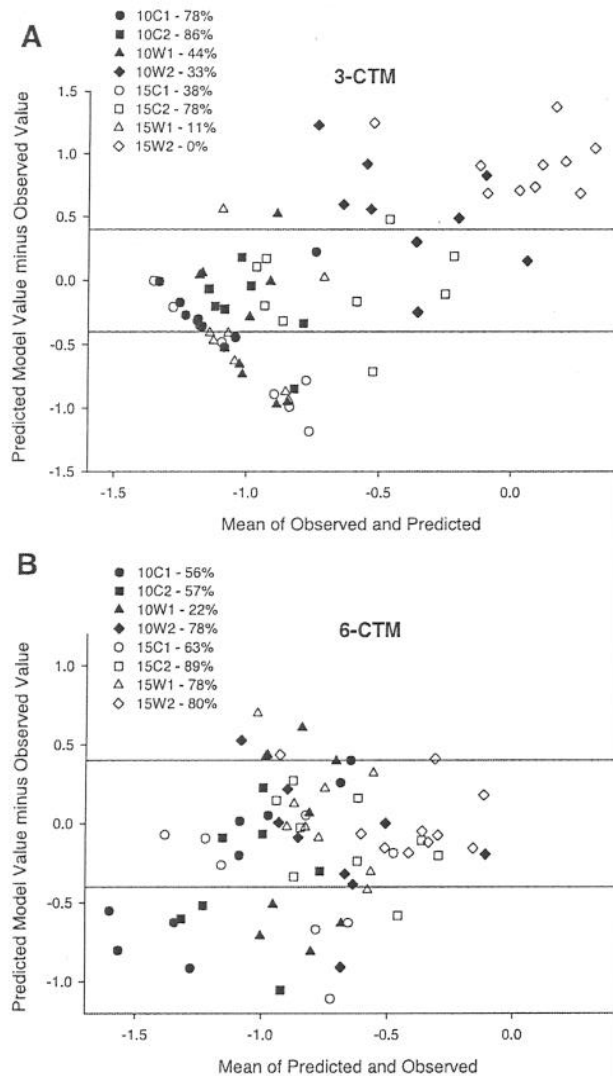 A
10C1 - 78%
10C2 - 86%
10W1 - 44%
10W2 - 33%
15C1 - 38%
15C2 - 78%
15W1 - 11%
15W2 - 0%
3-CTM
Predicted Model Value minus Observed Value
1.5
1.0
0.5
0.0
-0.5
-1.0
-1.5
-1.5
-1.0
-0.5
0.0
Mean of Observed and Predicted
B
10C1 - 56%
10C2 - 57%
10W1 - 22%
10W2 - 78%
15C1 - 63%
15C2 - 89%
15W1 - 78%
15W2 - 80%
6-CTM
Predicted Model Value minus Observed Value
1.0
0.5
0.0
-0.5
-1.0
-1.5
-1.0
-0.5
0.0
Mean of Predicted and Observed